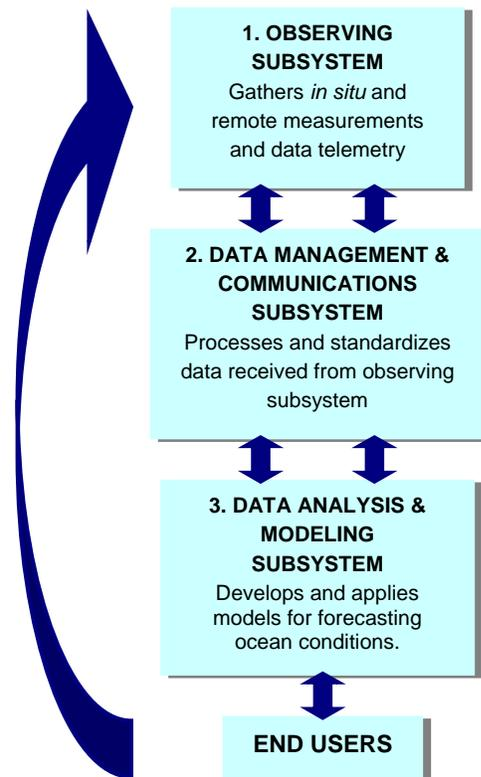 1. OBSERVING
SUBSYSTEM
Gathers in situ and
remote measurements
and data telemetry
2. DATA MANAGEMENT &
COMMUNICATIONS
SUBSYSTEM
Processes and standardizes
data received from observing
subsystem
3. DATA ANALYSIS &
MODELING
SUBSYSTEM
Develops and applies
models for forecasting
ocean conditions.
END USERS